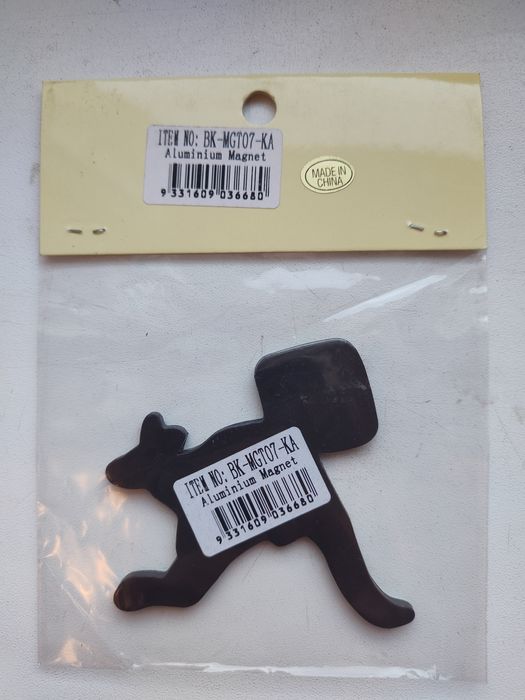 ITEM NO: BK-MGT07-KA
Aluminium Magnet
9 331609 036680
MADE IN
CHINA
ITEM NO: BK-MGT07-KA
Aluminium Magnet
9 331609 036680